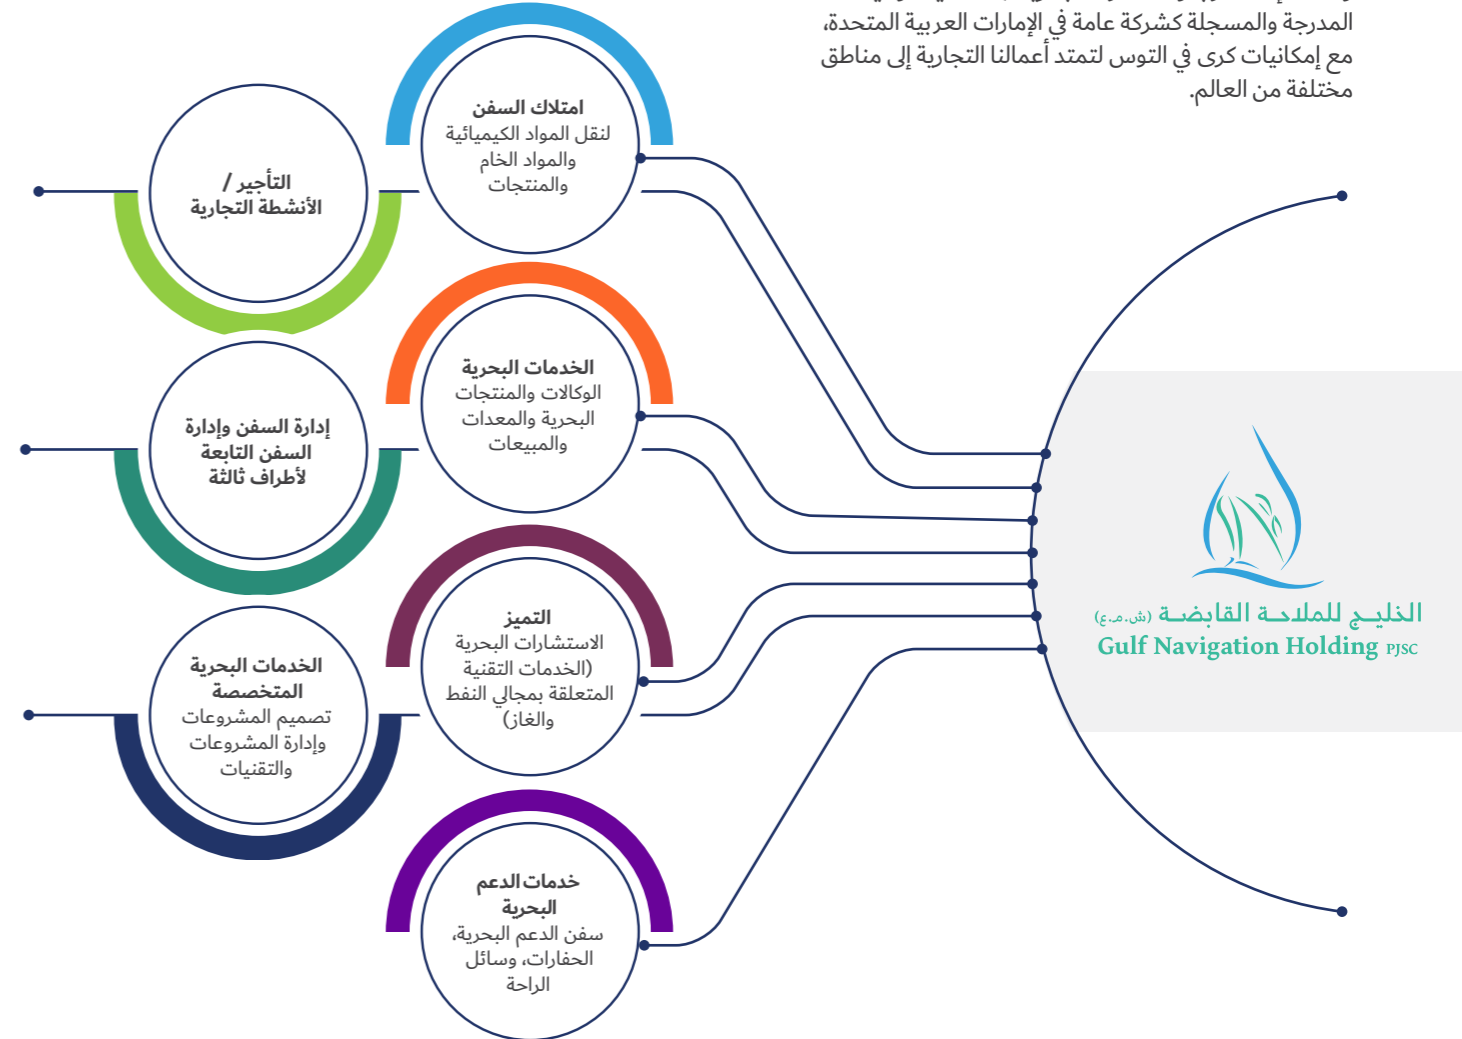 المدرجة والمسجلة كشركة عامة في الإمارات العربية المتحدة،
مع إمكانيات كرى في التوس لتمتد أعمالنا التجارية إلى مناطق
مختلفة من العالم.
امتلاك السفن
لنقل المواد الكيميائية
والمواد الخام
والمنتجات
التأجير /
الأنشطة التجارية
الخدمات البحرية
الوكالات والمنتجات
البحرية والمعدات
والمبيعات
إدارة السفن وإدارة
السفن التابعة
لأطراف ثالثة
التميز
الاستشارات البحرية
(الخدمات التقنية
المتعلقة بمجالي النفط
والغاز)
الخدمات البحرية
المتخصصة
تصميم المشروعات
وإدارة المشروعات
والتقنيات
خدمات الدعم
البحرية
سفن الدعم البحرية،
الحفارات، وسائل
الراحة
الخليج للملاحة القابضة (ش.م.ع)
Gulf Navigation Holding PJSC